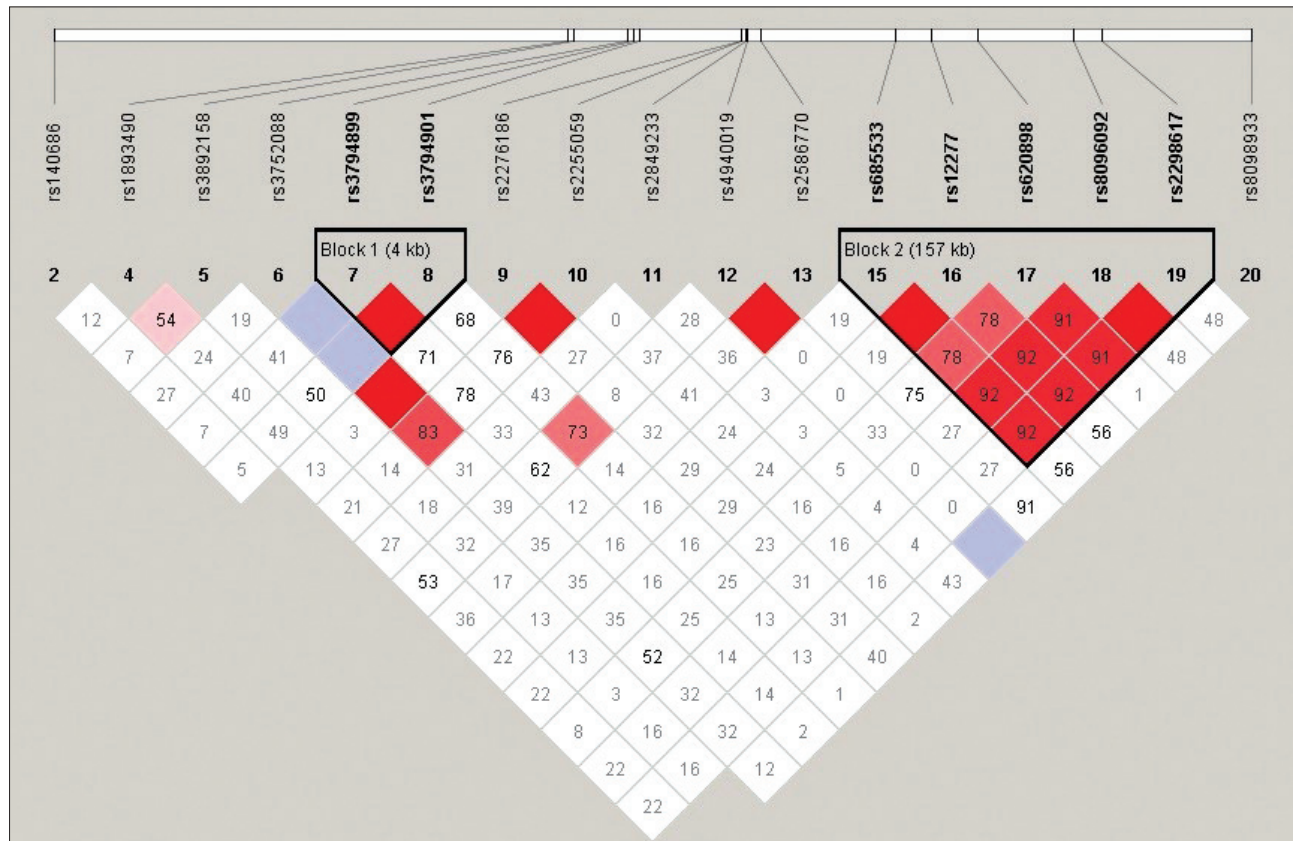 rs140686
rs1893490
rs3892158
rs3752088
rs3794899
rs3794901
rs2276186
rs2255059
rs2849233
rs4940019
rs2586770
rs685533
rs12277
rs620898
rs8096092
rs2298617
rs8098933
Block 1 (4 kb) Block 2 (157 kb)
2 4 5 6 7 8 9 10 11 12 13 15 16 17 18 19 20
12 54 19 68 0 28 19 78 91 48
7 24 41 71 76 27 37 36 0 19 78 92 91 48
27 40 50 78 43 8 41 3 0 75 92 92 1
7 49 3 83 33 73 32 24 3 33 27 92 56
5 13 14 31 62 14 29 24 5 0 27 56
21 18 39 12 16 29 16 4 0 91
27 32 35 16 16 23 16 4
53 17 35 16 25 31 16 43
36 13 35 25 13 31 2
22 13 52 14 13 40
22 3 32 14 1
8 16 32 2
22 16 12
22